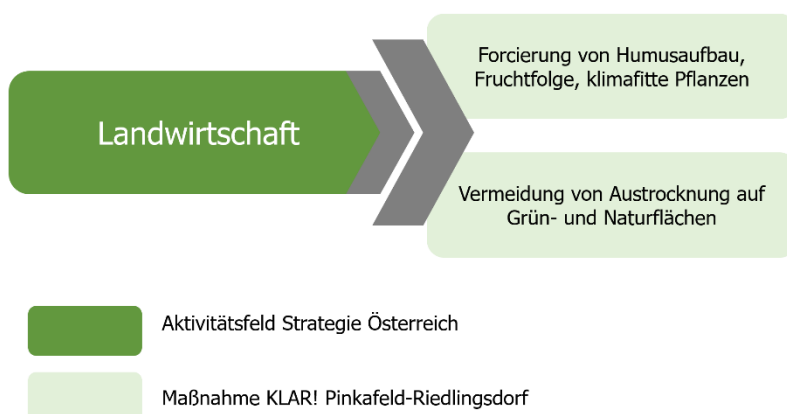 Landwirtschaft
Forcierung von Humusaufbau,
Fruchtfolge, klimafitte Pflanzen
Vermeidung von Austrocknung auf
Grün- und Naturflächen
Aktivitätsfeld Strategie Österreich
Maßnahme KLAR! Pinkafeld-Riedlingsdorf